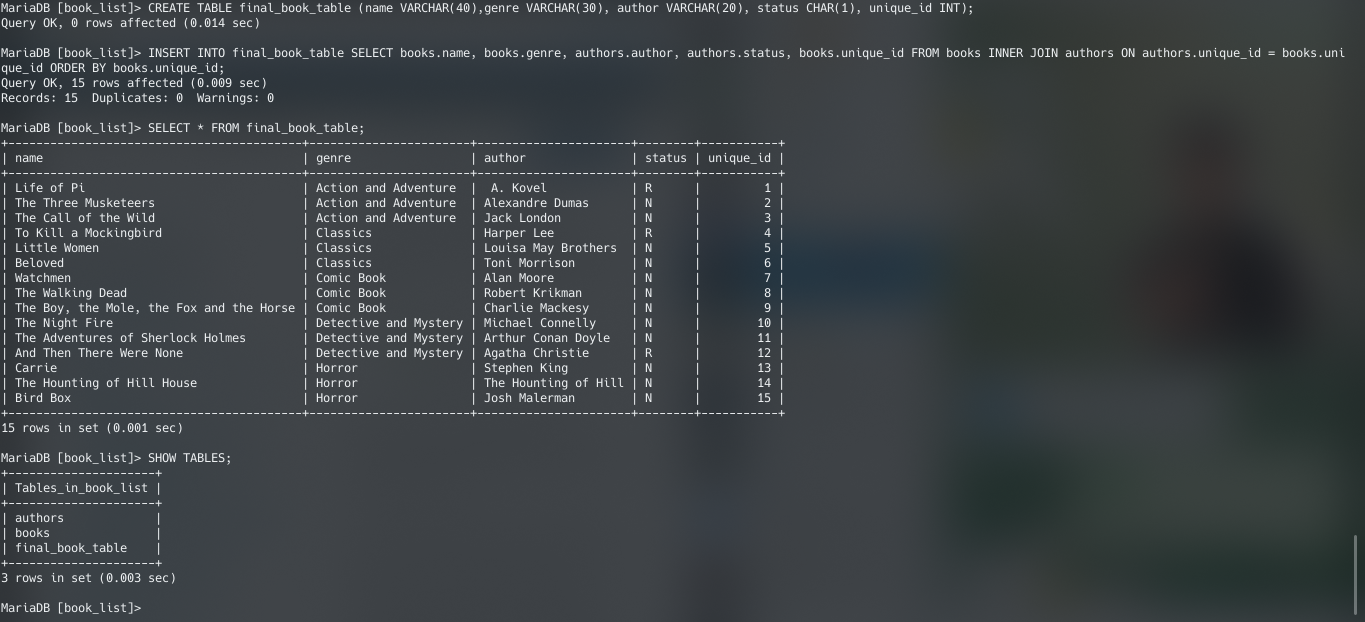 MariaDB [book_list]> CREATE TABLE final_book_table (name VARCHAR(40),genre VARCHAR(30), author VARCHAR(20), status CHAR(1), unique_id INT);
Query OK, 0 rows affected (0.014 sec)
MariaDB [book_list]> INSERT INTO final_book_table SELECT books.name, books.genre, authors.author, authors.status, books.unique_id FROM books INNER JOIN authors ON authors.unique_id = books.uni
que_id ORDER BY books.unique_id;
Query OK, 15 rows affected (0.009 sec)
Records: 15  Duplicates: 0  Warnings: 0
MariaDB [book_list]> SELECT * FROM final_book_table;
+------------------------------------------+-----------------------+----------------------+--------+-----------+
| name                                     | genre                 | author               | status | unique_id |
+------------------------------------------+-----------------------+----------------------+--------+-----------+
| Life of Pi                               | Action and Adventure  |  A. Kovel            | R      |         1 |
| The Three Musketeers                     | Action and Adventure  | Alexandre Dumas      | N      |         2 |
| The Call of the Wild                     | Action and Adventure  | Jack London          | N      |         3 |
| To Kill a Mockingbird                    | Classics              | Harper Lee           | R      |         4 |
| Little Women                             | Classics              | Louisa May Brothers  | N      |         5 |
| Beloved                                  | Classics              | Toni Morrison        | N      |         6 |
| Watchmen                                 | Comic Book            | Alan Moore           | N      |         7 |
| The Walking Dead                         | Comic Book            | Robert Krikman       | N      |         8 |
| The Boy, the Mole, the Fox and the Horse | Comic Book            | Charlie Mackesy      | N      |         9 |
| The Night Fire                           | Detective and Mystery | Michael Connelly     | N      |        10 |
| The Adventures of Sherlock Holmes        | Detective and Mystery | Arthur Conan Doyle   | N      |        11 |
| And Then There Were None                 | Detective and Mystery | Agatha Christie      | R      |        12 |
| Carrie                                   | Horror                | Stephen King         | N      |        13 |
| The Hounting of Hill House               | Horror                | The Hounting of Hill | N      |        14 |
| Bird Box                                 | Horror                | Josh Malerman        | N      |        15 |
+------------------------------------------+-----------------------+----------------------+--------+-----------+
15 rows in set (0.001 sec)
MariaDB [book_list]> SHOW TABLES;
+---------------------+
| Tables_in_book_list |
+---------------------+
| authors             |
| books               |
| final_book_table    |
+---------------------+
3 rows in set (0.003 sec)
MariaDB [book_list]>